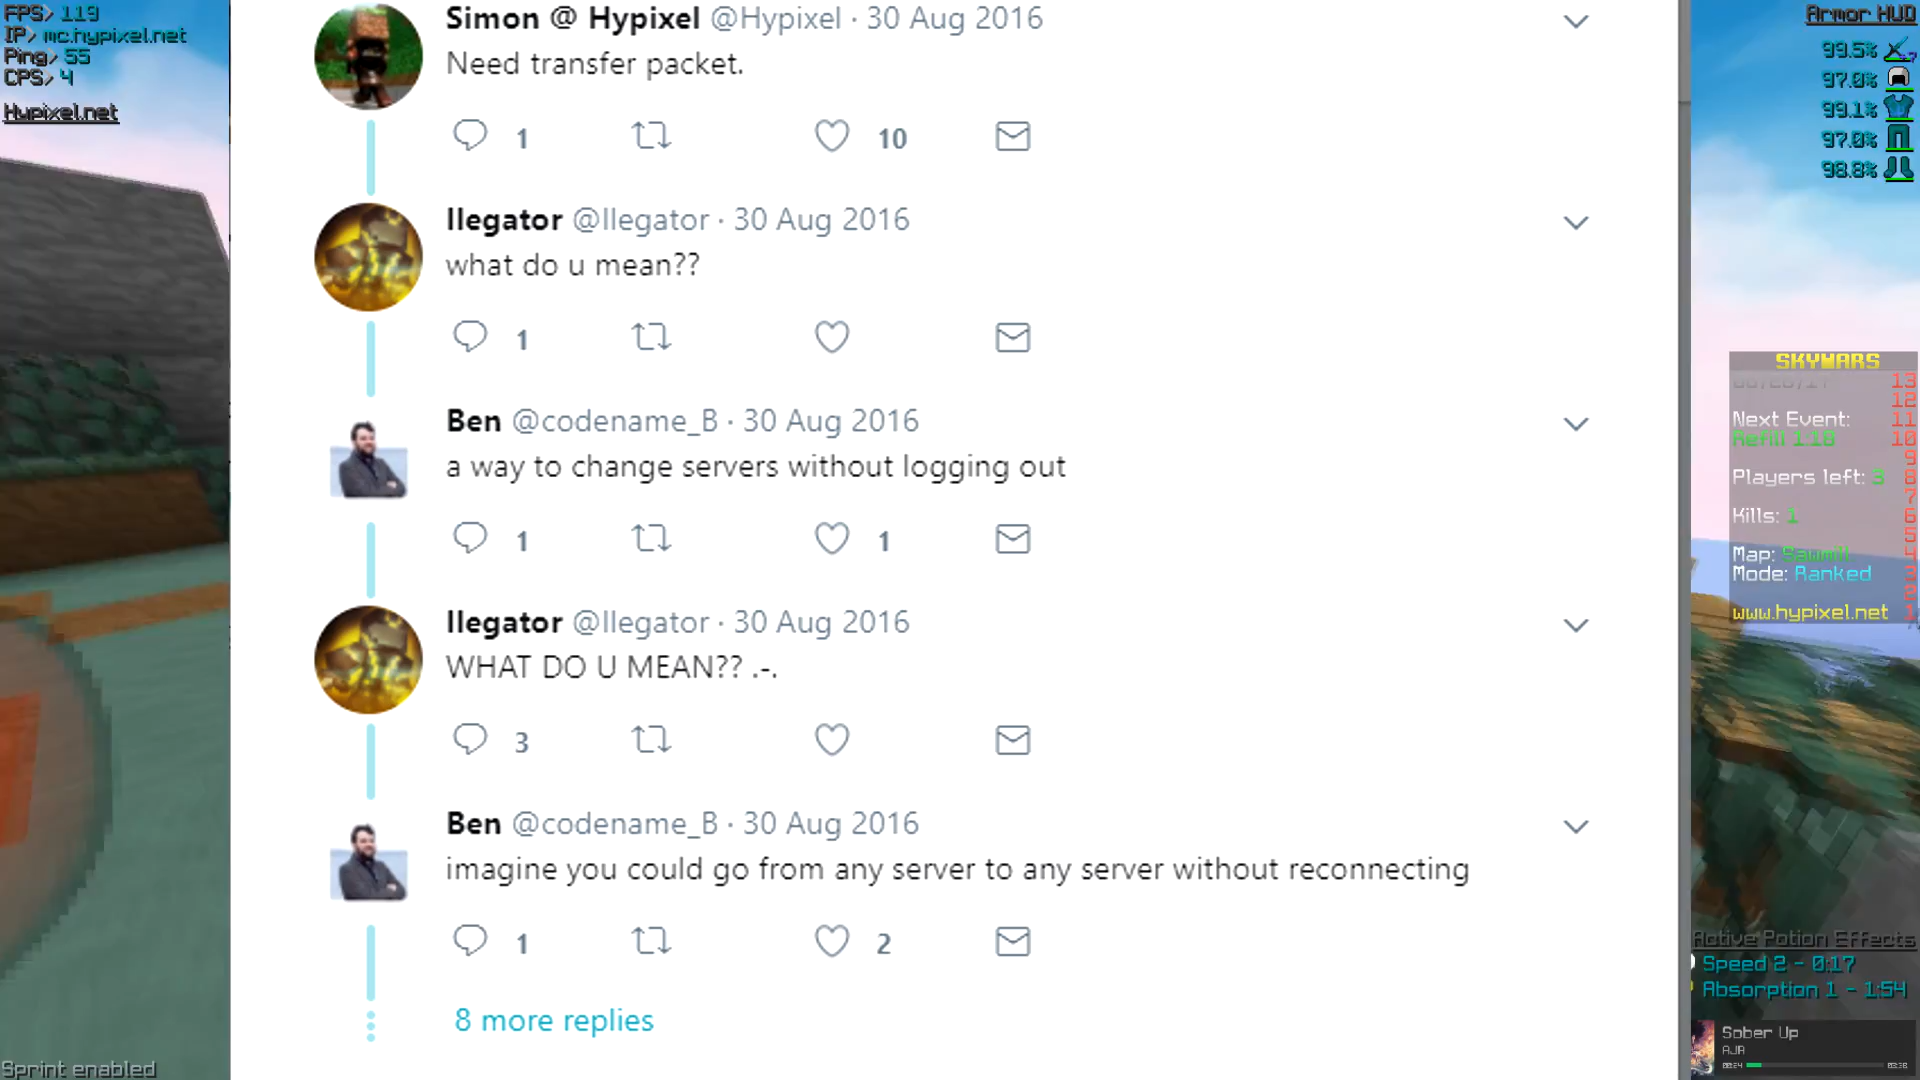 FPS> 119
IP> mc.hypixel.net
Ping> 55
CPS> 4
Hypixel.net
Simon @ Hypixel @Hypixel · 30 Aug 2016
Need transfer packet.
1 10
Ilegator @Ilegator · 30 Aug 2016
what do u mean??
1
Ben @codename_B · 30 Aug 2016
a way to change servers without logging out
1 1
Ilegator @Ilegator · 30 Aug 2016
WHAT DO U MEAN?? .-.
3
Ben @codename_B · 30 Aug 2016
imagine you could go from any server to any server without reconnecting
1 2
8 more replies
Sprint enabled
Armor HUD
99.5%
97.0%
99.1%
97.0%
98.8%
SKYWARS
13
12
Next Event: 11
Refill 1:18 10
9
Players left: 3 8
7
Kills: 1 6
5
Map: Sawmill 4
Mode: Ranked 3
2
www.hypixel.net 1
Active Potion Effects
Speed 2 - 0:17
Absorption 1 - 1:54
Sober Up
AJR